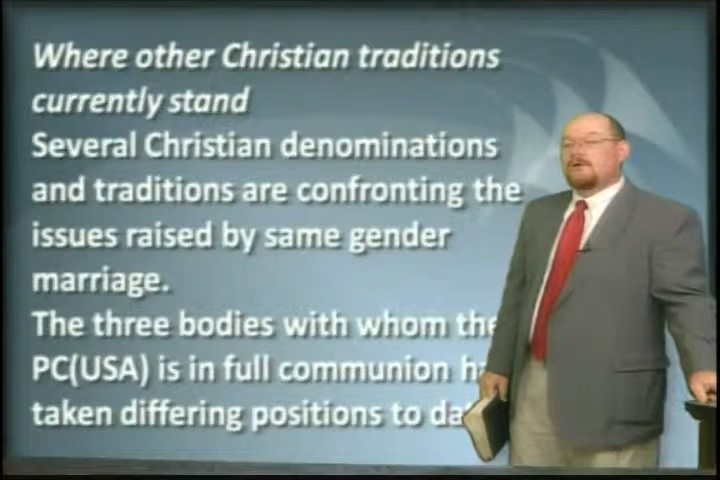 Where other Christian traditions
currently stand
Several Christian denominations
and traditions are confronting the
issues raised by same gender
marriage.
The three bodies with whom the
PC(USA) is in full communion
taken differing positions to